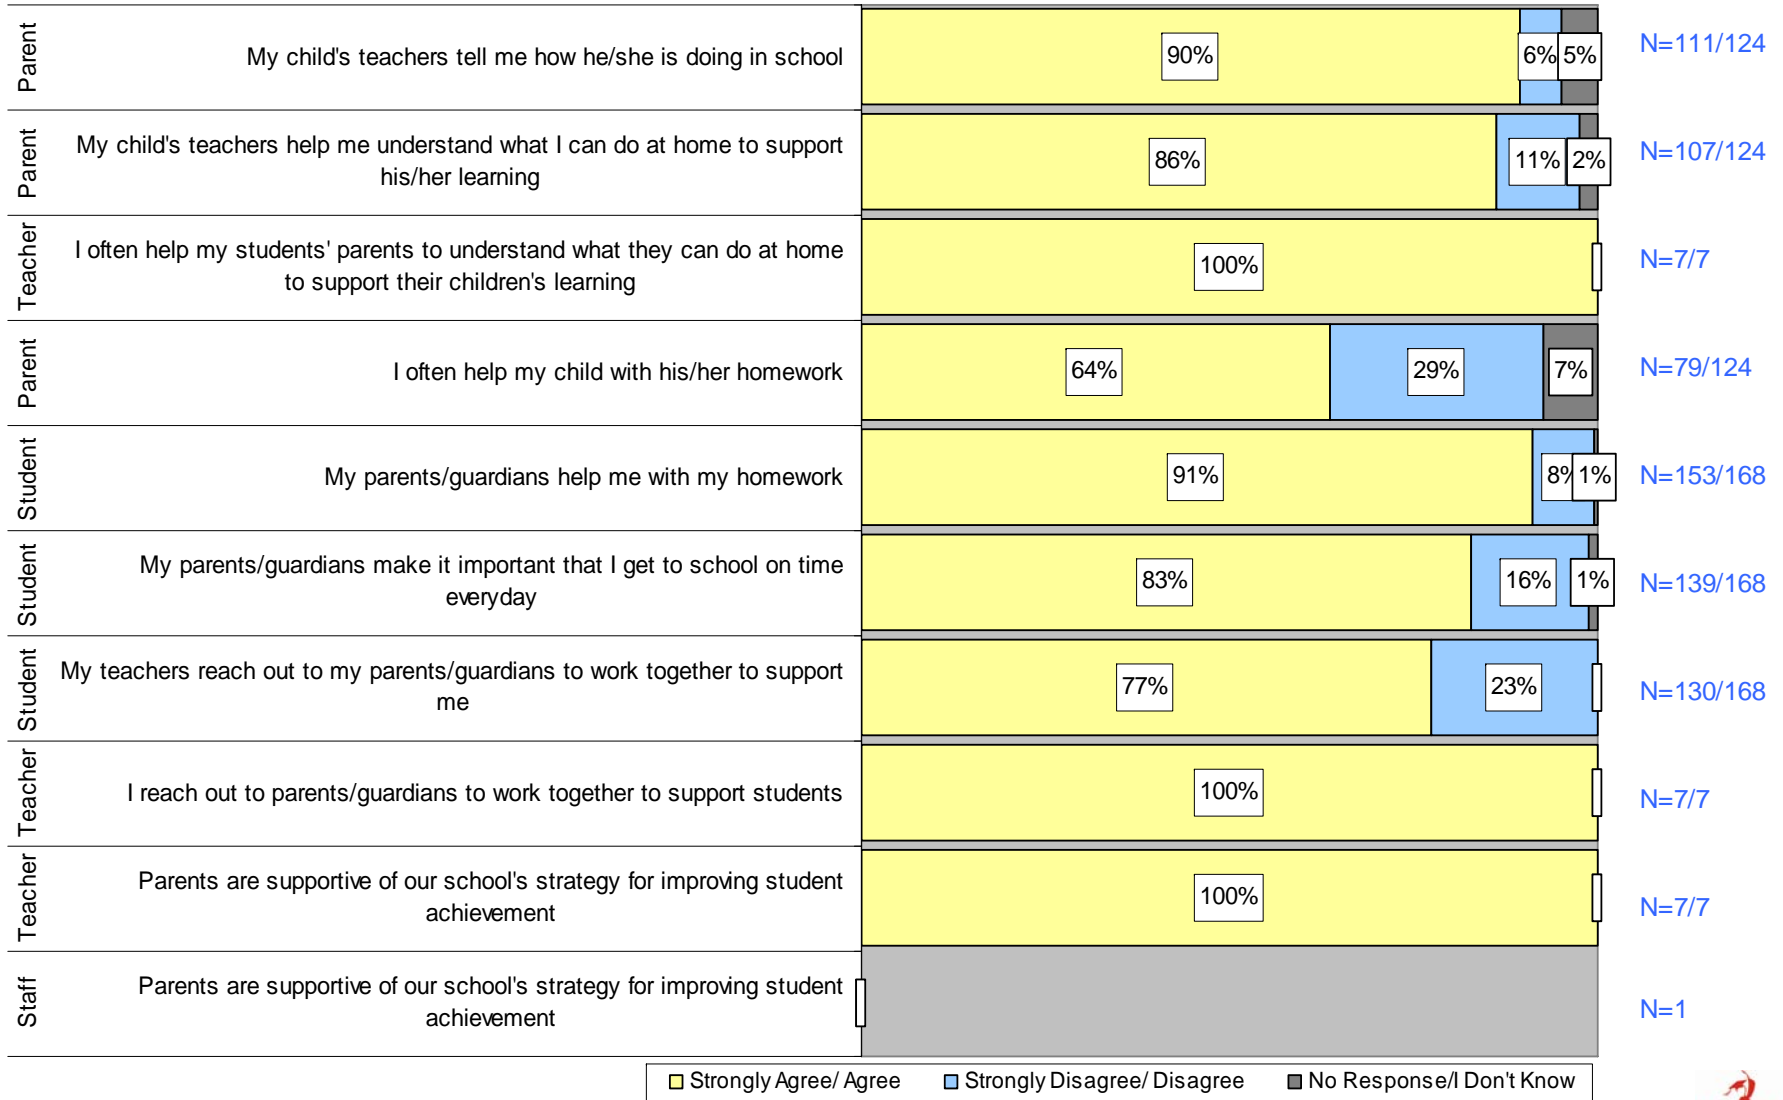 Parent
My child's teachers tell me how he/she is doing in school
90%
6%
5%
N=111/124
Parent
My child's teachers help me understand what I can do at home to support
his/her learning
86%
11%
2%
N=107/124
Teacher
I often help my students' parents to understand what they can do at home
to support their children's learning
100%
N=7/7
Parent
I often help my child with his/her homework
64%
29%
7%
N=79/124
Student
My parents/guardians help me with my homework
91%
8%
1%
N=153/168
Student
My parents/guardians make it important that I get to school on time
everyday
83%
16%
1%
N=139/168
Student
My teachers reach out to my parents/guardians to work together to support
me
77%
23%
N=130/168
Teacher
I reach out to parents/guardians to work together to support students
100%
N=7/7
Teacher
Parents are supportive of our school's strategy for improving student
achievement
100%
N=7/7
Staff
Parents are supportive of our school's strategy for improving student
achievement
N=1
Strongly Agree/ Agree
Strongly Disagree/ Disagree
No Response/I Don't Know